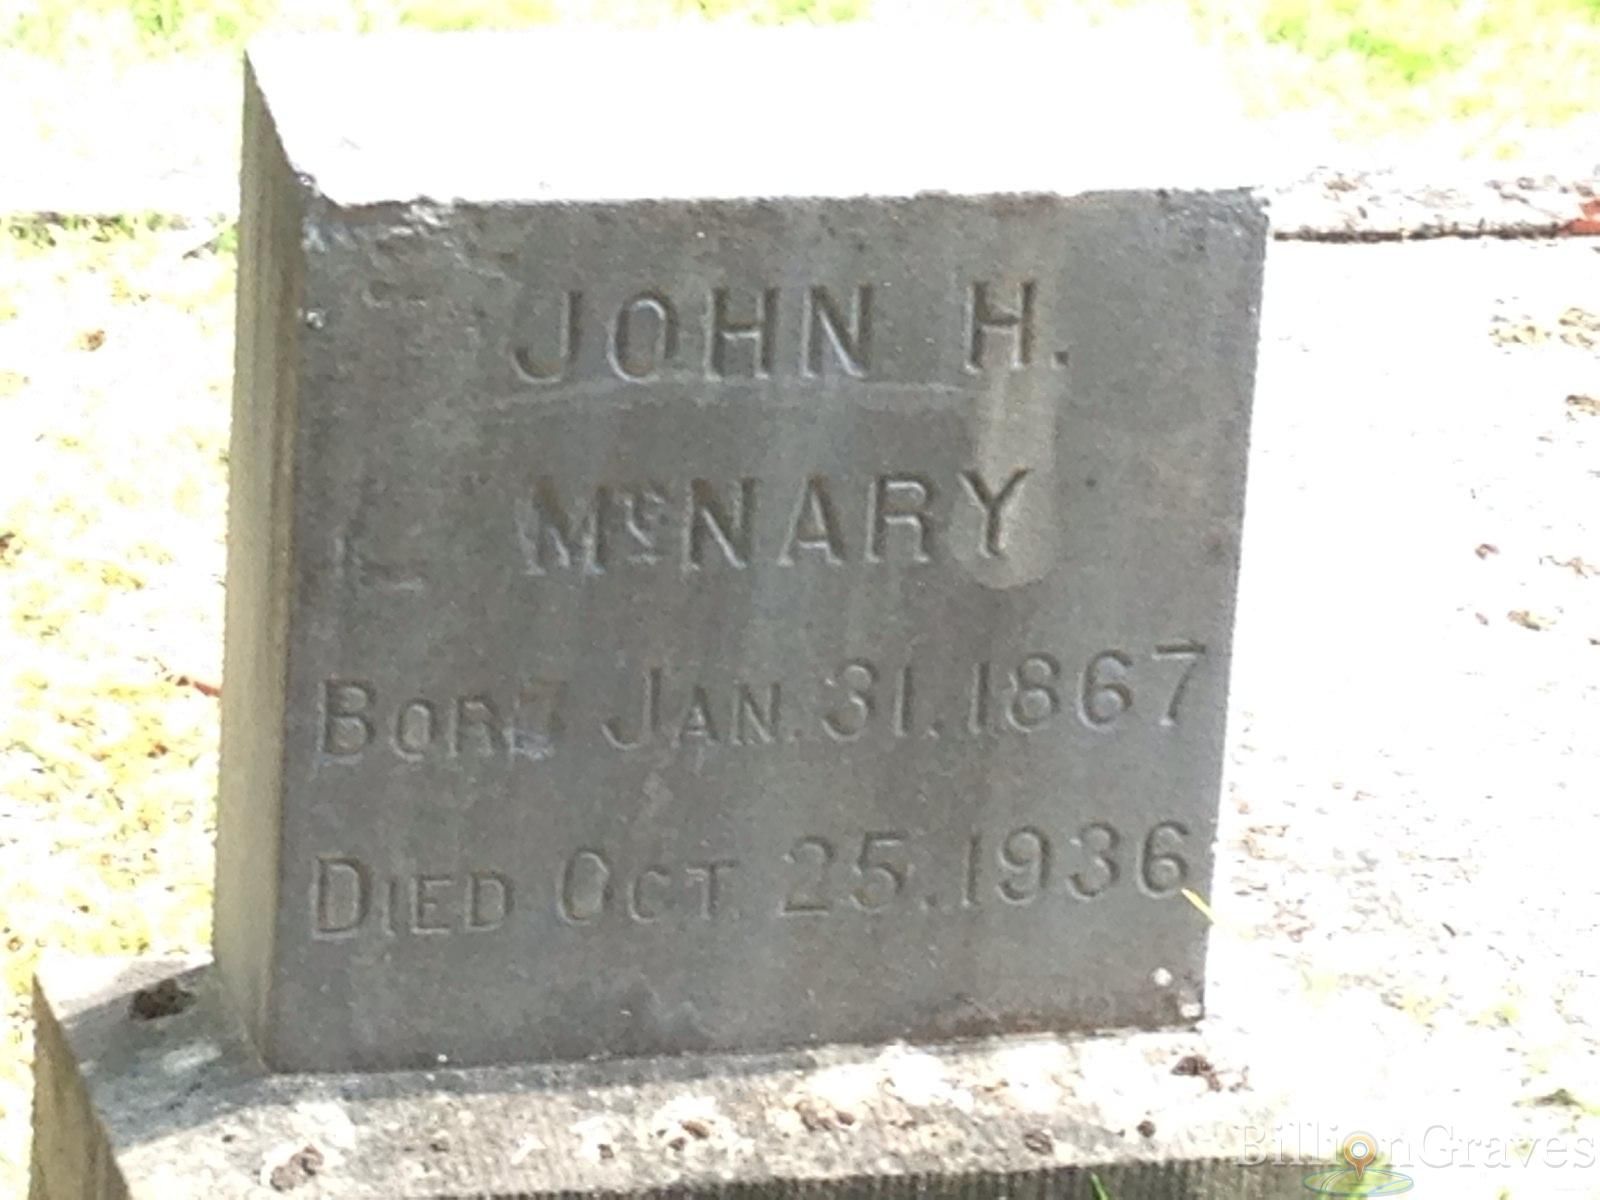 JOHN H.
McNARY
BORN JAN. 31. 1867
DIED OCT. 25. 1936
BillionGraves